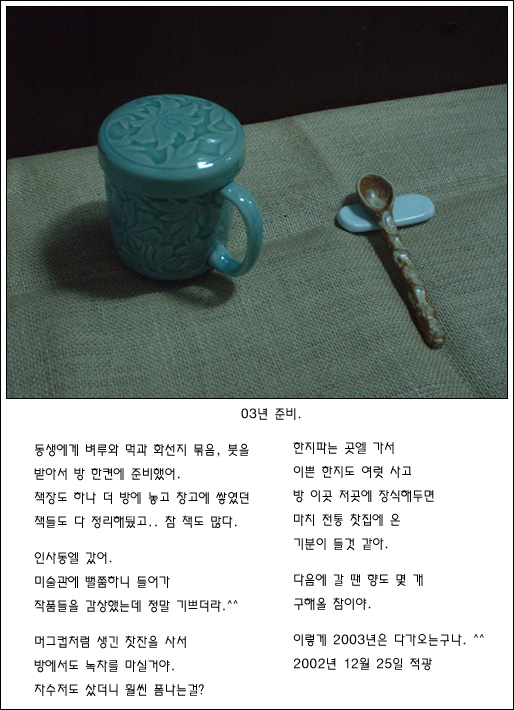 03년 준비.
동생에게 벼루와 먹과 화선지 묶음, 붓을
받아서 방 한켠에 준비했어.
책장도 하나 더 방에 놓고 창고에 쌓였던
책들도 다 정리해뒀고.. 참 책도 많다.
인사동엘 갔어.
미술관에 뻘쭘하니 들어가
작품들을 감상했는데 정말 기쁘더라.^^
머그컵처럼 생긴 찻잔을 사서
방에서도 녹차를 마실거야.
차수저도 샀더니 훨씬 폼나는걸?
한지파는 곳엘 가서
이쁜 한지도 여럿 사고
방 이곳 저곳에 장식해두면
마치 전통 찻집에 온
기분이 들것 같아.
다음에 갈 땐 향도 몇 개
구해올 참이야.
이렇게 2003년은 다가오는구나. ^^
2002년 12월 25일 적광